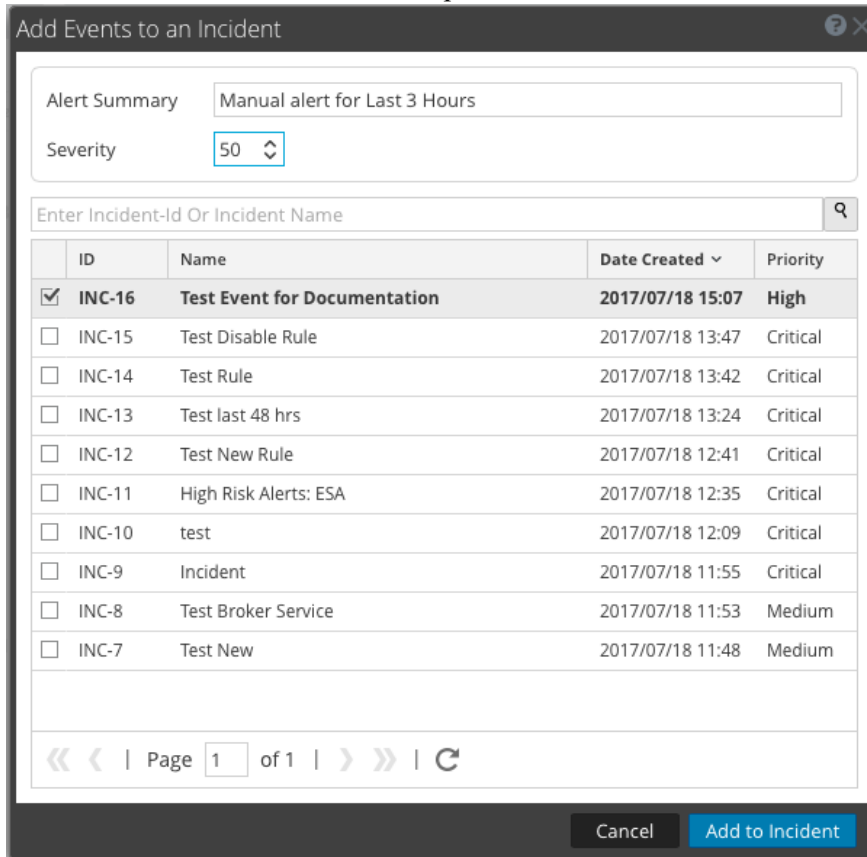 Add Events to an Incident
Alert Summary Manual alert for Last 3 Hours
Severity 50
Enter Incident-Id Or Incident Name
ID Name Date Created Priority
INC-16 Test Event for Documentation 2017/07/18 15:07 High
INC-15 Test Disable Rule 2017/07/18 13:47 Critical
INC-14 Test Rule 2017/07/18 13:42 Critical
INC-13 Test last 48 hrs 2017/07/18 13:24 Critical
INC-12 Test New Rule 2017/07/18 12:41 Critical
INC-11 High Risk Alerts: ESA 2017/07/18 12:35 Critical
INC-10 test 2017/07/18 12:09 Critical
INC-9 Incident 2017/07/18 11:55 Critical
INC-8 Test Broker Service 2017/07/18 11:53 Medium
INC-7 Test New 2017/07/18 11:48 Medium
| Page 1 of 1 | |
Cancel Add to Incident